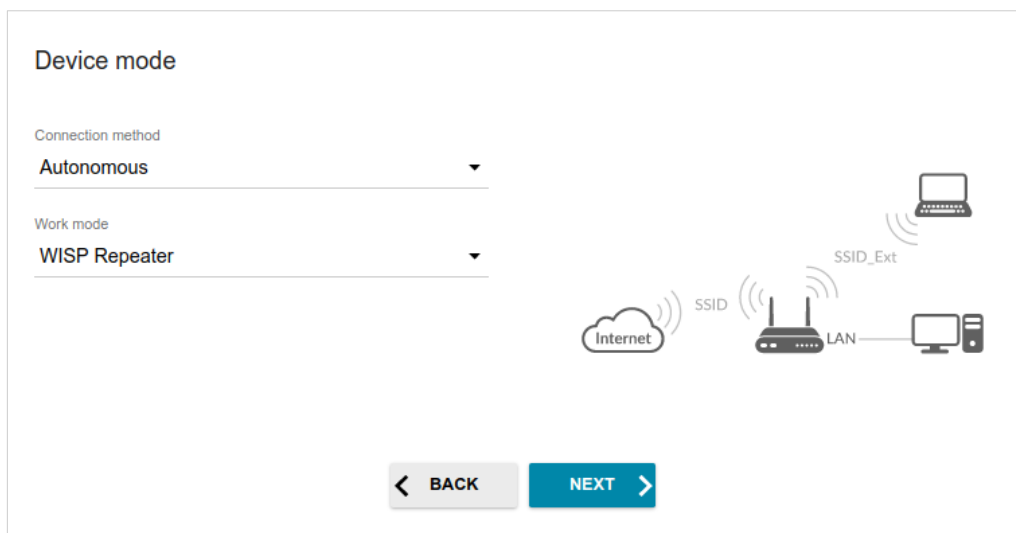 Device mode
Connection method
Autonomous
Work mode
WISP Repeater
SSID_Ext
SSID
Internet
LAN
BACK
NEXT